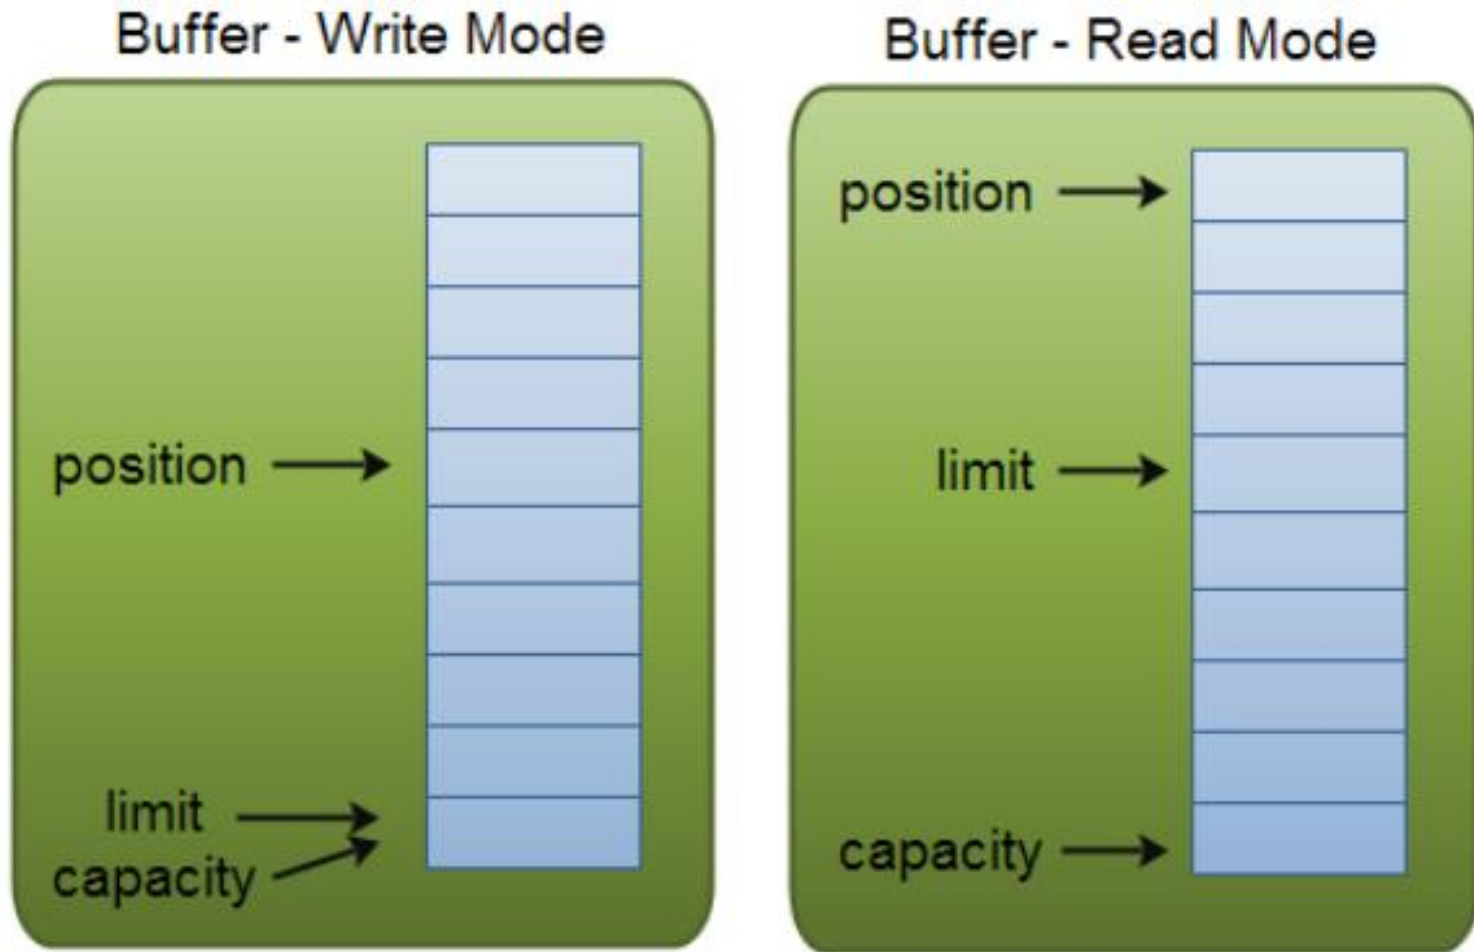 Buffer - Write Mode
position
limit
capacity
Buffer - Read Mode
position
limit
capacity